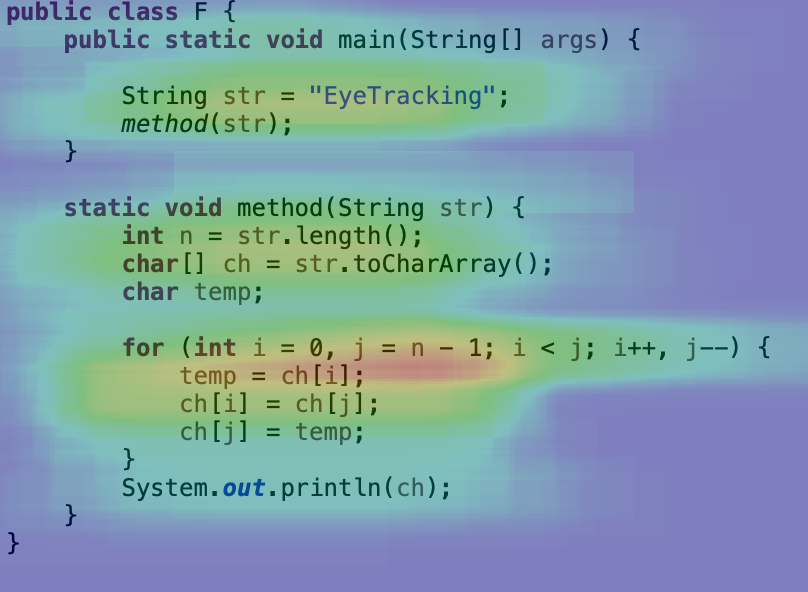 public class F {
    public static void main(String[] args) {
        String str = "EyeTracking";
        method(str);
    }
    static void method(String str) {
        int n = str.length();
        char[] ch = str.toCharArray();
        char temp;
        for (int i = 0, j = n - 1; i < j; i++, j--) {
            temp = ch[i];
            ch[i] = ch[j];
            ch[j] = temp;
        }
        System.out.println(ch);
    }
}